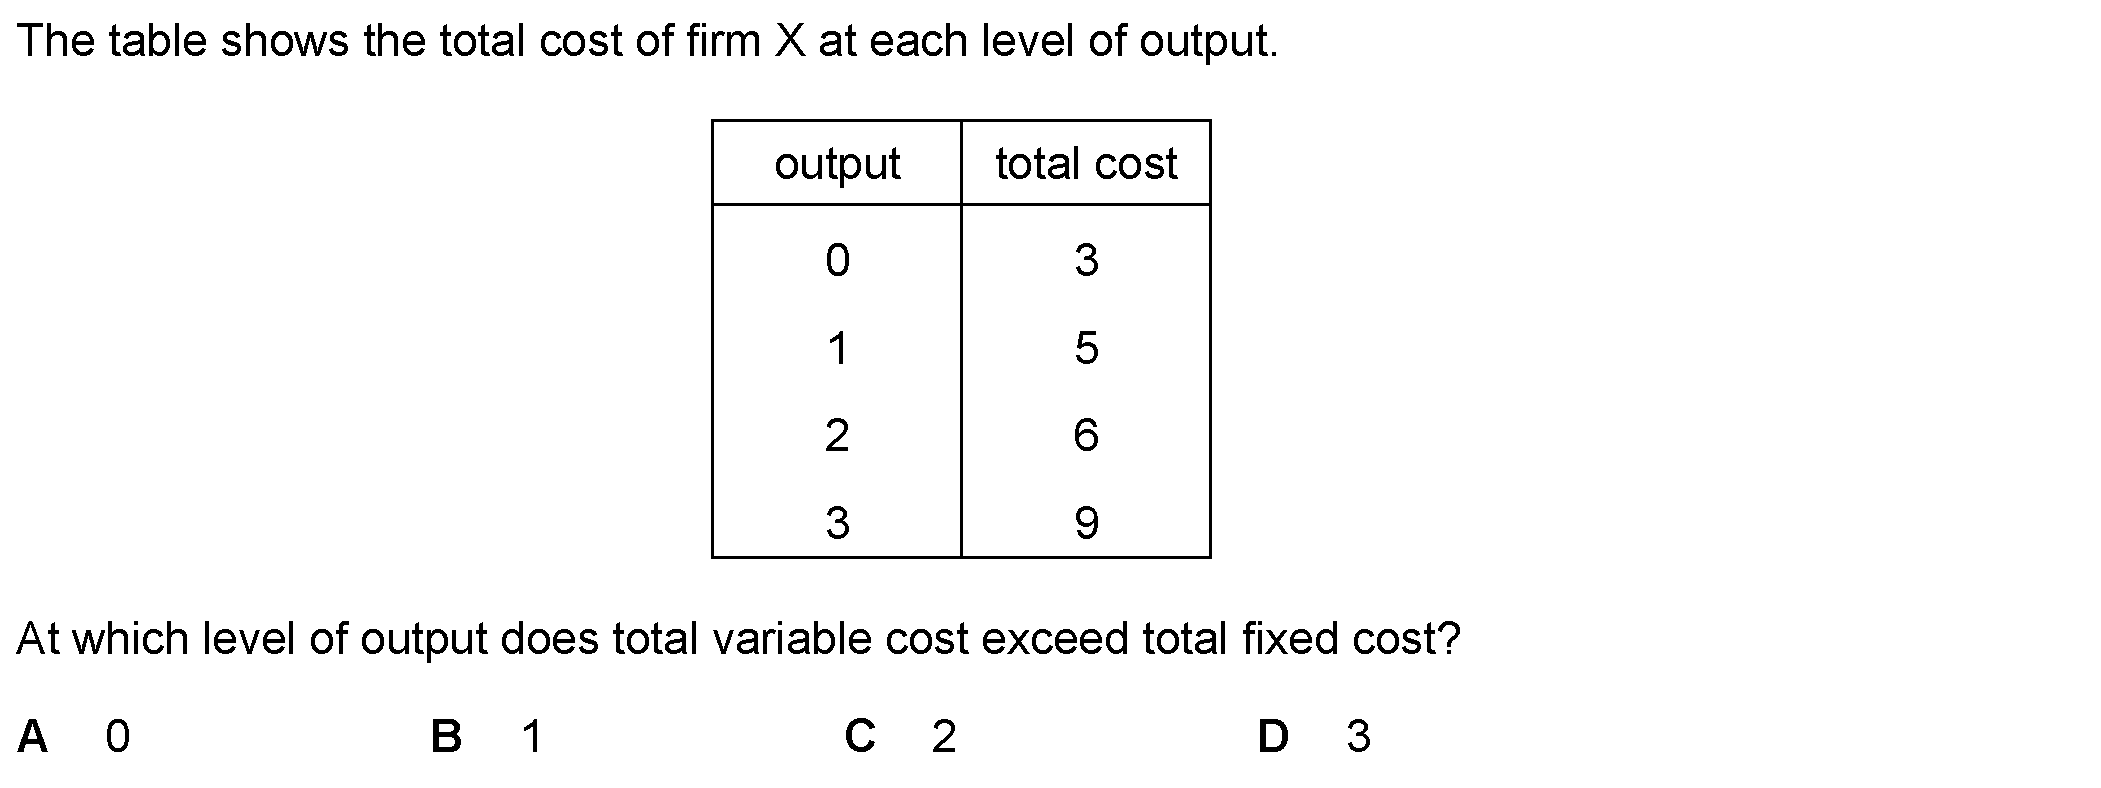 The table shows the total cost of firm X at each level of output.
output total cost
0 3
1 5
2 6
3 9
At which level of output does total variable cost exceed total fixed cost?
A 0 B 1 C 2 D 3